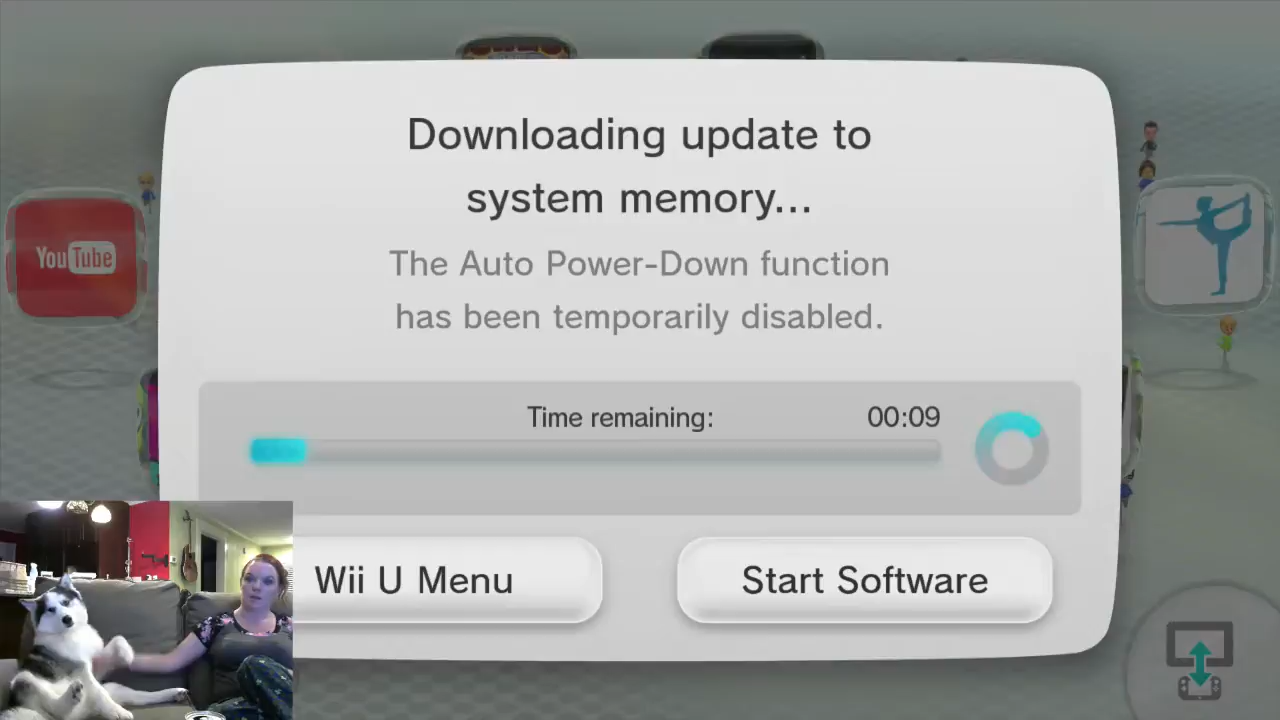 Downloading update to
system memory...
The Auto Power-Down function
has been temporarily disabled.
YouTube
Time remaining: 00:09
Wii U Menu
Start Software